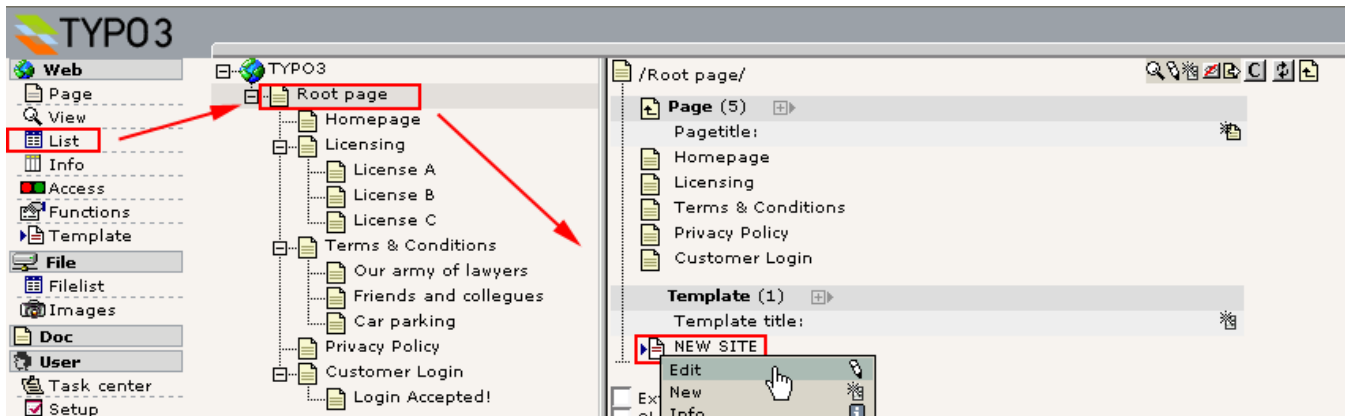 TYPO3
Web
Page
View
List
Info
Access
Functions
Template
File
Filelist
Images
Doc
User
Task center
Setup
TYPO3
Root page
Homepage
Licensing
License A
License B
License C
Terms & Conditions
Our army of lawyers
Friends and collegues
Car parking
Privacy Policy
Customer Login
Login Accepted!
/Root page/
C
Page (5)
Pagetitle:
Homepage
Licensing
Terms & Conditions
Privacy Policy
Customer Login
Template (1)
Template title:
NEW SITE
Edit
New
Info